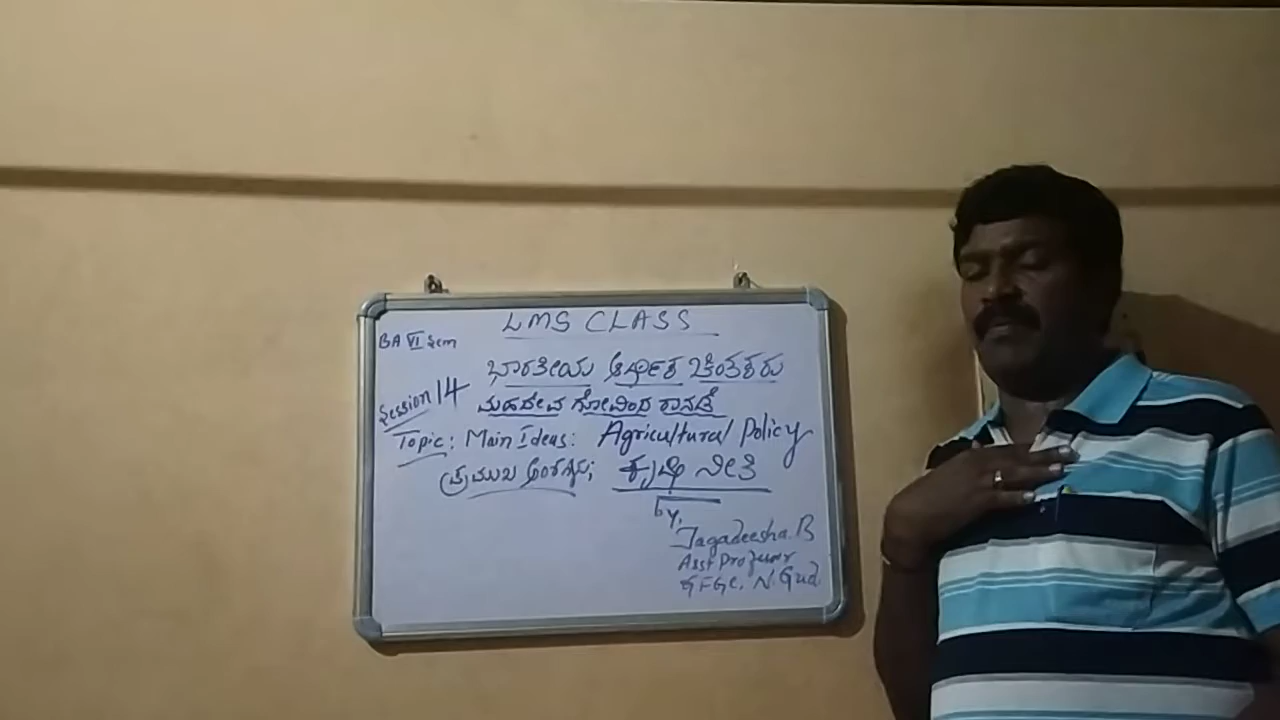 LMS CLASS
BA VI Sem
ಭಾರತೀಯ ಆರ್ಥಿಕ ಚಿಂತಕರು
Session 14
ಮಹದೇವ ಗೋವಿಂದ ರಾನಡೆ
Topic: Main Ideas: Agricultural Policy
ಪ್ರಮುಖ ಅಂಶಗಳು; ಕೃಷಿ ನೀತಿ
by,
Jagadeesha. B
Asst Professor
GFGC. N. Gud